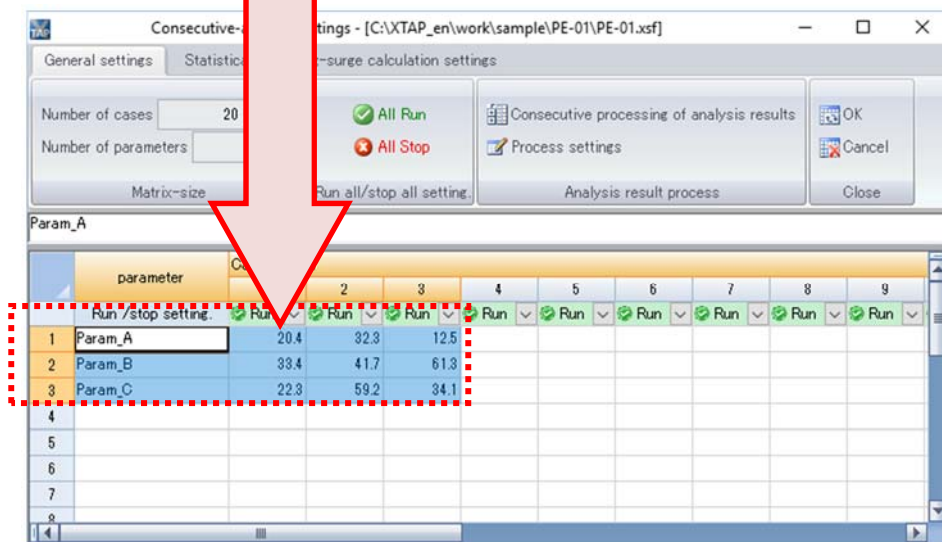 TAP Consecutive-a tings - [C:\XTAP_en\work\sample\PE-01\PE-01.xsf]
General settings Statistica -surge calculation settings
Number of cases 20 All Run Consecutive processing of analysis results OK
Number of parameters All Stop Process settings Cancel
Matrix-size Run all/stop all setting. Analysis result process Close
Param_A
parameter
2 3 4 5 6 7 8 9
Run /stop setting. Run Run Run Run Run Run Run Run Run
1 Param_A 20.4 32.3 12.5
2 Param_B 33.4 41.7 61.3
3 Param_C 22.3 59.2 34.1
4
5
6
7
8